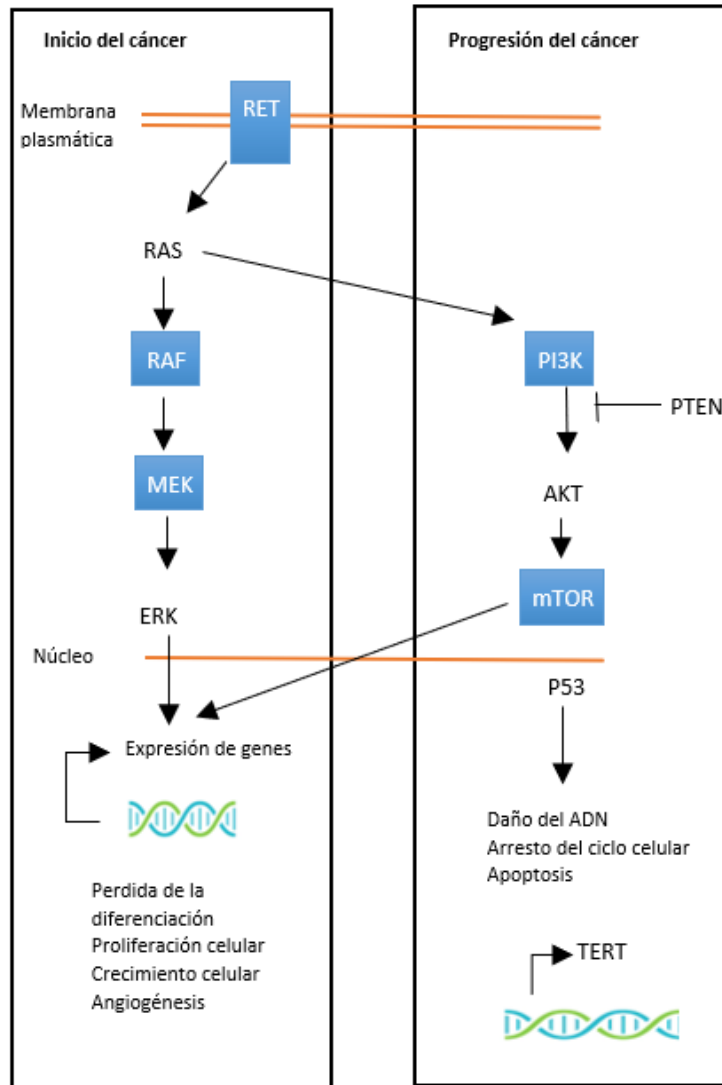 Inicio del cáncer
Membrana
plasmática
RET
RAS
RAF
MEK
ERK
Núcleo
Expresión de genes
Perdida de la
diferenciación
Proliferación celular
Crecimiento celular
Angiogénesis
Progresión del cáncer
PI3K
PTEN
AKT
mTOR
P53
Daño del ADN
Arresto del ciclo celular
Apoptosis
TERT